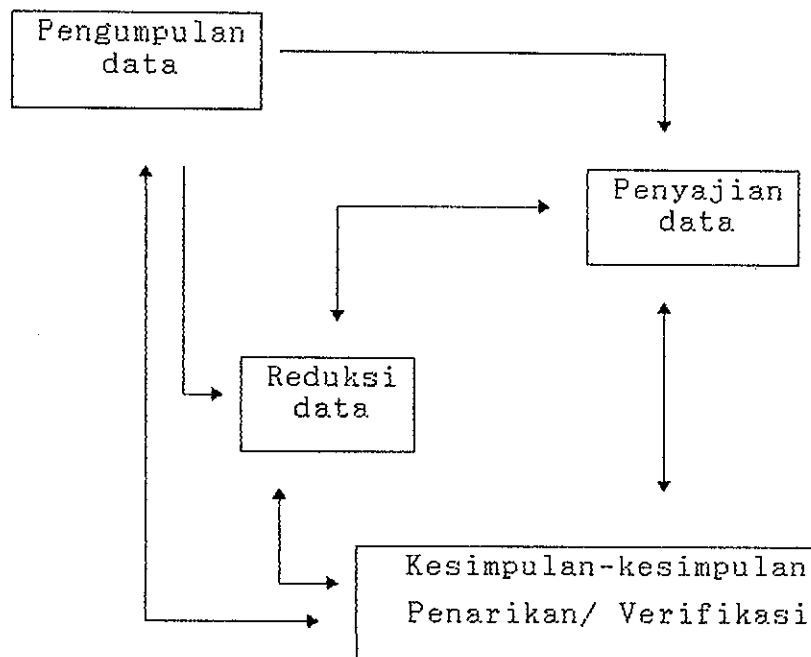 Pengumpulan
data
Penyajian
data
Reduksi
data
Kesimpulan-kesimpulan
Penarikan/ Verifikasi